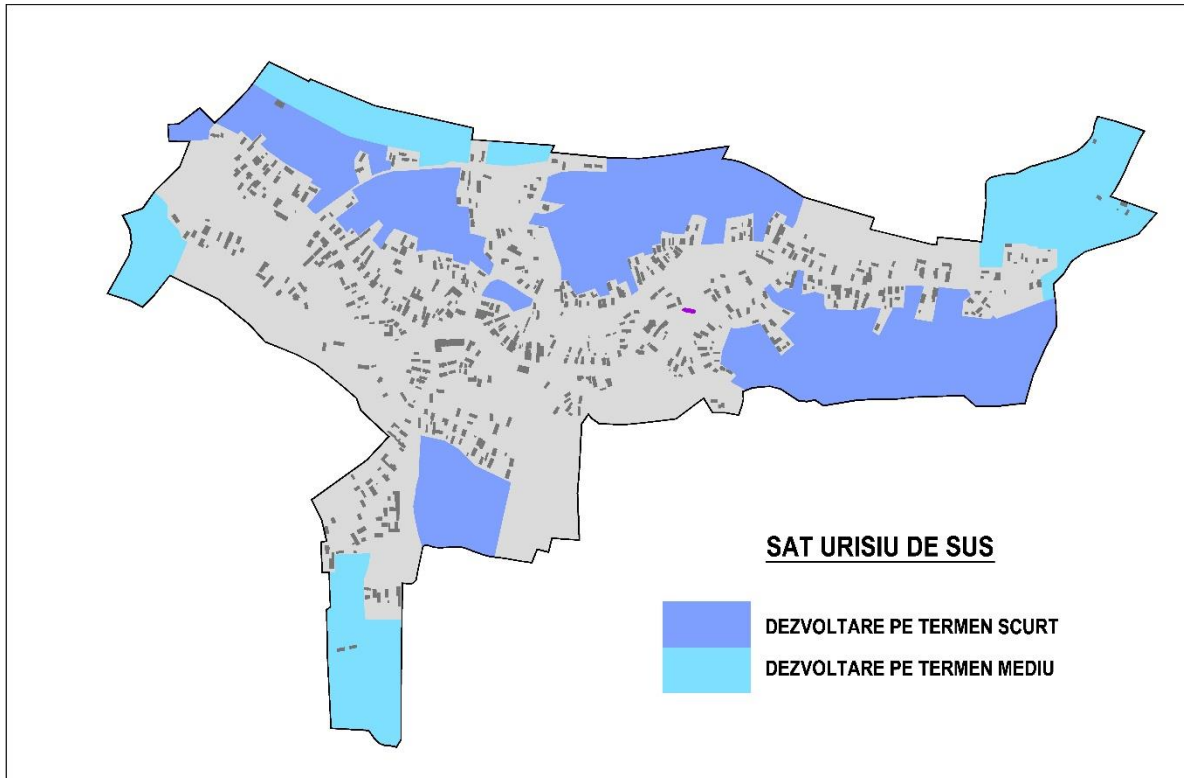 SAT URISIU DE SUS
DEZVOLTARE PE TERMEN SCURT
DEZVOLTARE PE TERMEN MEDIU